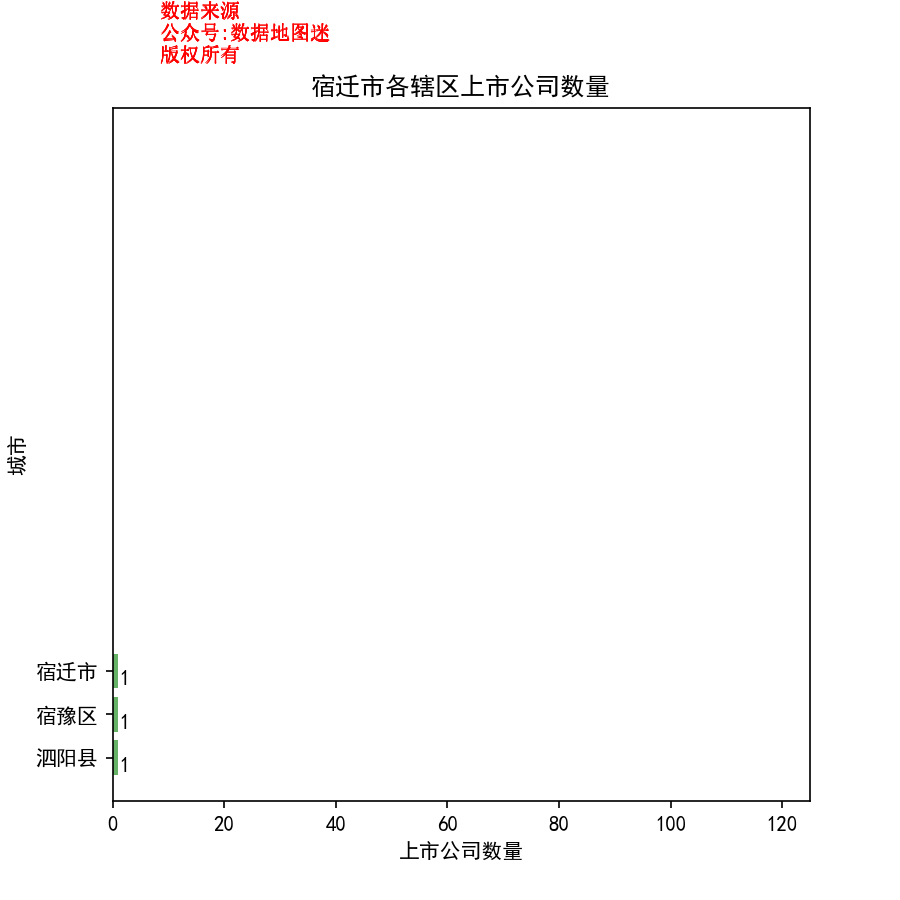 数据来源
公众号:数据地图迷
版权所有
宿迁市各辖区上市公司数量
城市
宿迁市
1
宿豫区
1
泗阳县
1
0 20 40 60 80 100 120
上市公司数量